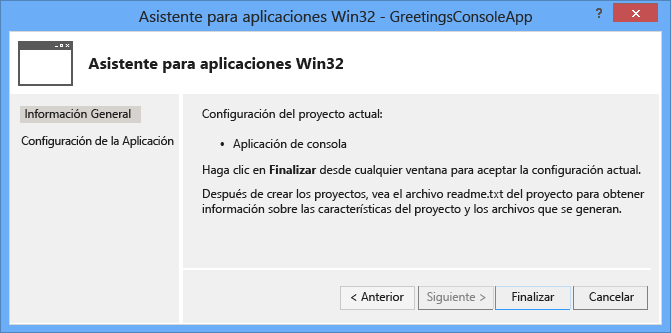 Asistente para aplicaciones Win32 - GreetingsConsoleApp
?
Asistente para aplicaciones Win32
Información General
Configuración de la Aplicación
Configuración del proyecto actual:
• Aplicación de consola
Haga clic en Finalizar desde cualquier ventana para aceptar la configuración actual.
Después de crear los proyectos, vea el archivo readme.txt del proyecto para obtener
información sobre las características del proyecto y los archivos que se generan.
< Anterior
Siguiente >
Finalizar
Cancelar